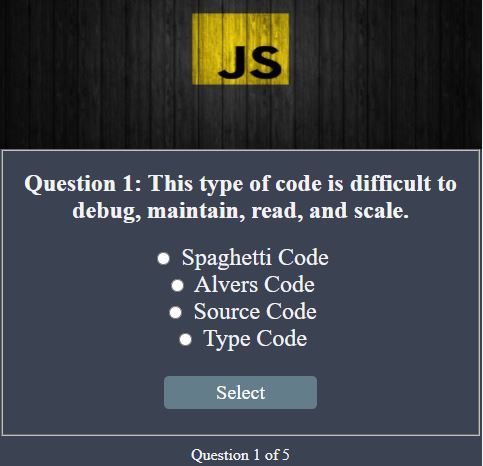 JS
Question 1: This type of code is difficult to
debug, maintain, read, and scale.
Spaghetti Code
Alvers Code
Source Code
Type Code
Select
Question 1 of 5